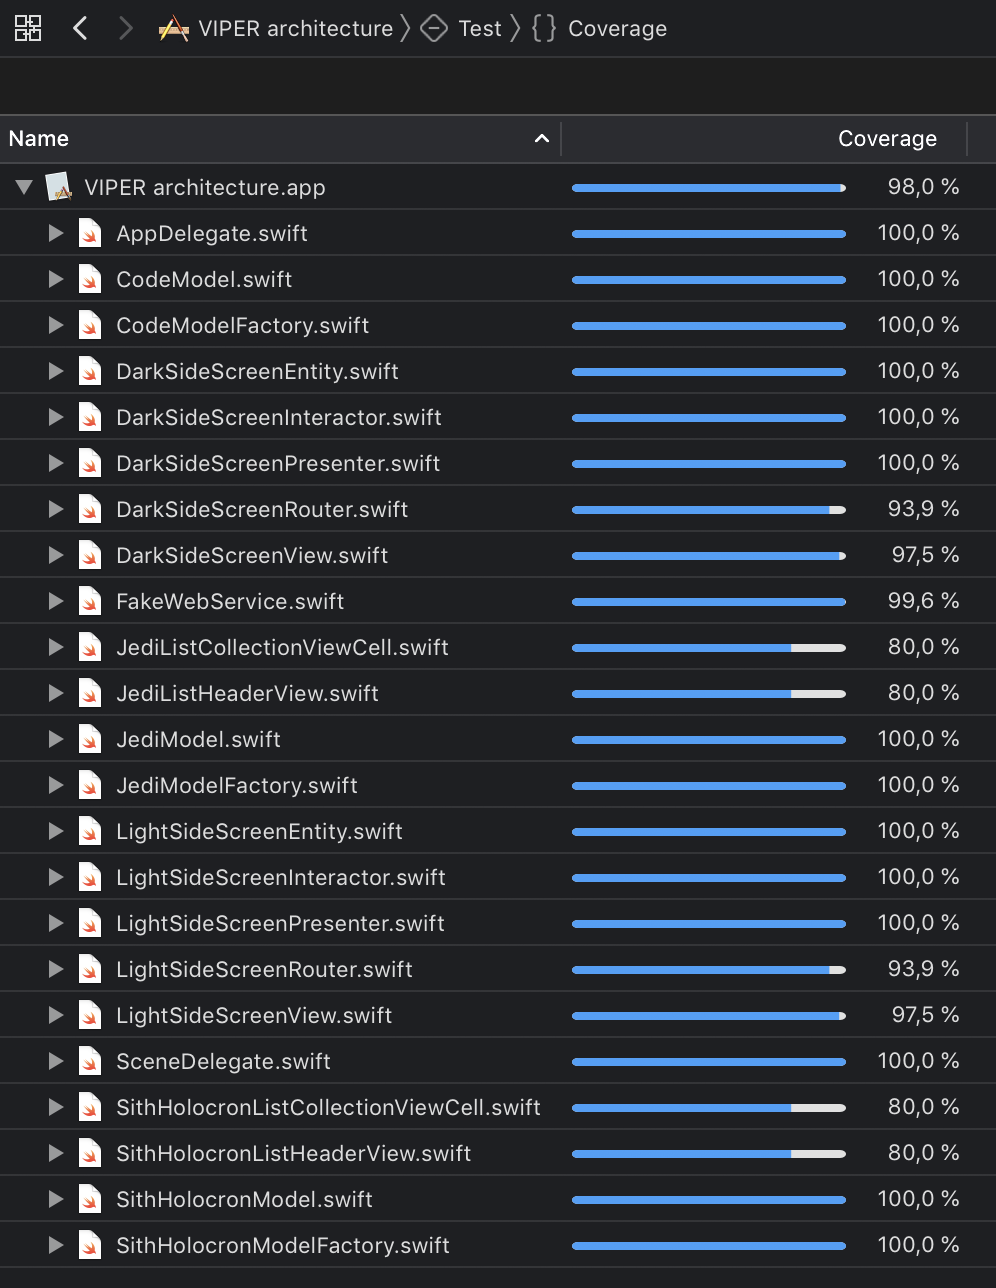 VIPER architecture Test {} Coverage
Name Coverage
VIPER architecture.app 98,0 %
AppDelegate.swift 100,0 %
CodeModel.swift 100,0 %
CodeModelFactory.swift 100,0 %
DarkSideScreenEntity.swift 100,0 %
DarkSideScreenInteractor.swift 100,0 %
DarkSideScreenPresenter.swift 100,0 %
DarkSideScreenRouter.swift 93,9 %
DarkSideScreenView.swift 97,5 %
FakeWebService.swift 99,6 %
JediListCollectionViewCell.swift 80,0 %
JediListHeaderView.swift 80,0 %
JediModel.swift 100,0 %
JediModelFactory.swift 100,0 %
LightSideScreenEntity.swift 100,0 %
LightSideScreenInteractor.swift 100,0 %
LightSideScreenPresenter.swift 100,0 %
LightSideScreenRouter.swift 93,9 %
LightSideScreenView.swift 97,5 %
SceneDelegate.swift 100,0 %
SithHolocronListCollectionViewCell.swift 80,0 %
SithHolocronListHeaderView.swift 80,0 %
SithHolocronModel.swift 100,0 %
SithHolocronModelFactory.swift 100,0 %